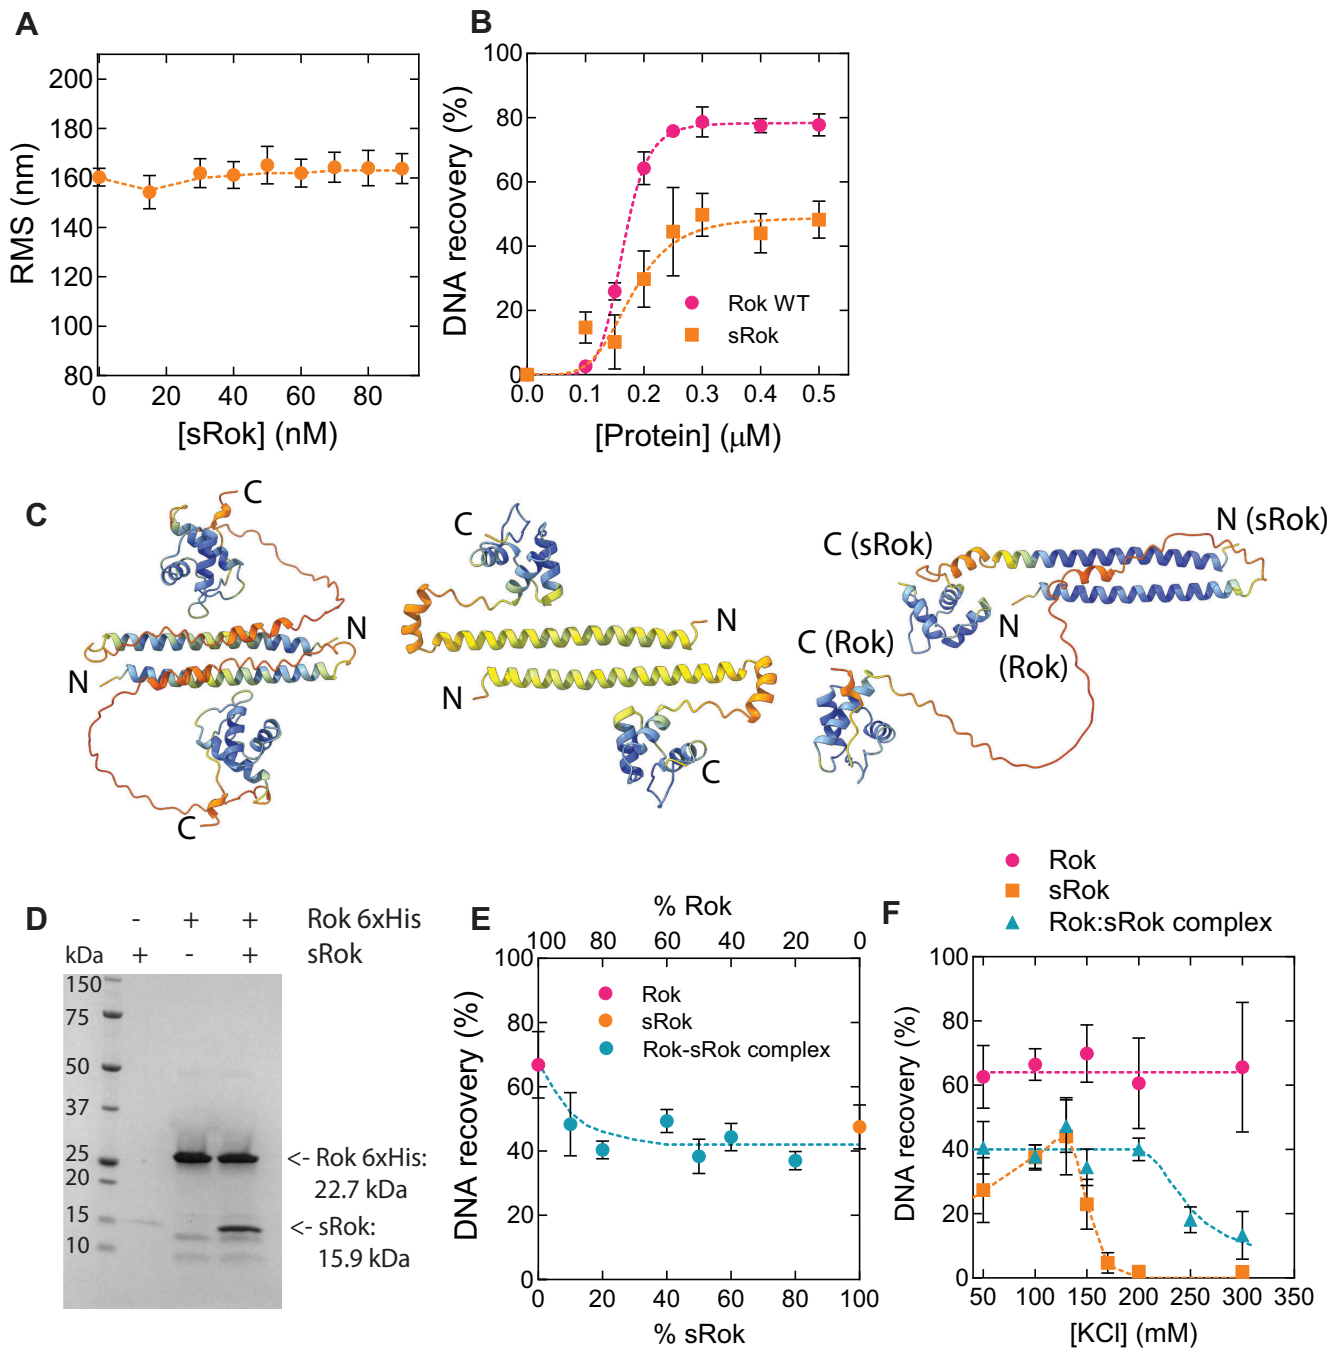 A
RMS (nm)
200
180
160
140
120
100
80
0 20 40 60 80
[sRok] (nM)
B
DNA recovery (%)
100
80
60
40
20
0
Rok WT
sRok
0.0 0.1 0.2 0.3 0.4 0.5
[Protein] (μM)
C
C
N
N
C
C
N
N
C
N (sRok)
C (sRok)
N
(Rok)
C (Rok)
D
- + + Rok 6xHis
kDa + - + sRok
150
75
50
37
25
20
15
10
<- Rok 6xHis:
22.7 kDa
<- sRok:
15.9 kDa
E
% Rok
100 80 60 40 20 0
DNA recovery (%)
100
80
60
40
20
0
Rok
sRok
Rok-sRok complex
0 20 40 60 80 100
% sRok
Rok
sRok
Rok:sRok complex
F
DNA recovery (%)
100
80
60
40
20
0
50 100 150 200 250 300 350
[KCl] (mM)